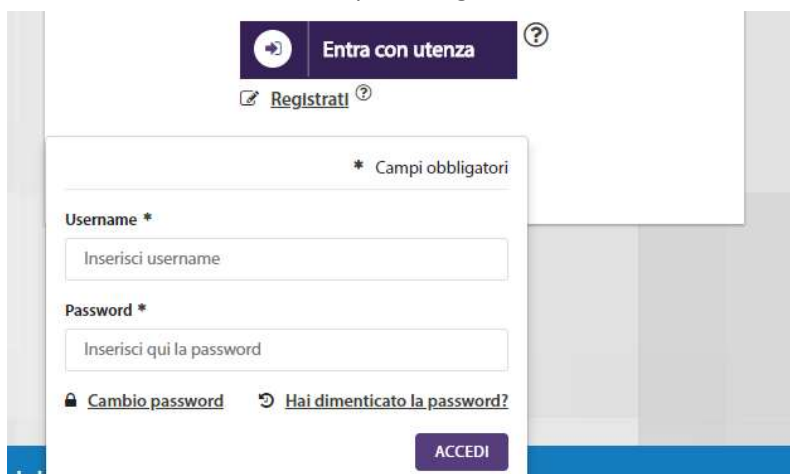 Entra con utenza ?
Registrati ?
* Campi obbligatori
Username *
Inserisci username
Password *
Inserisci qui la password
Cambio password Hai dimenticato la password?
ACCEDI